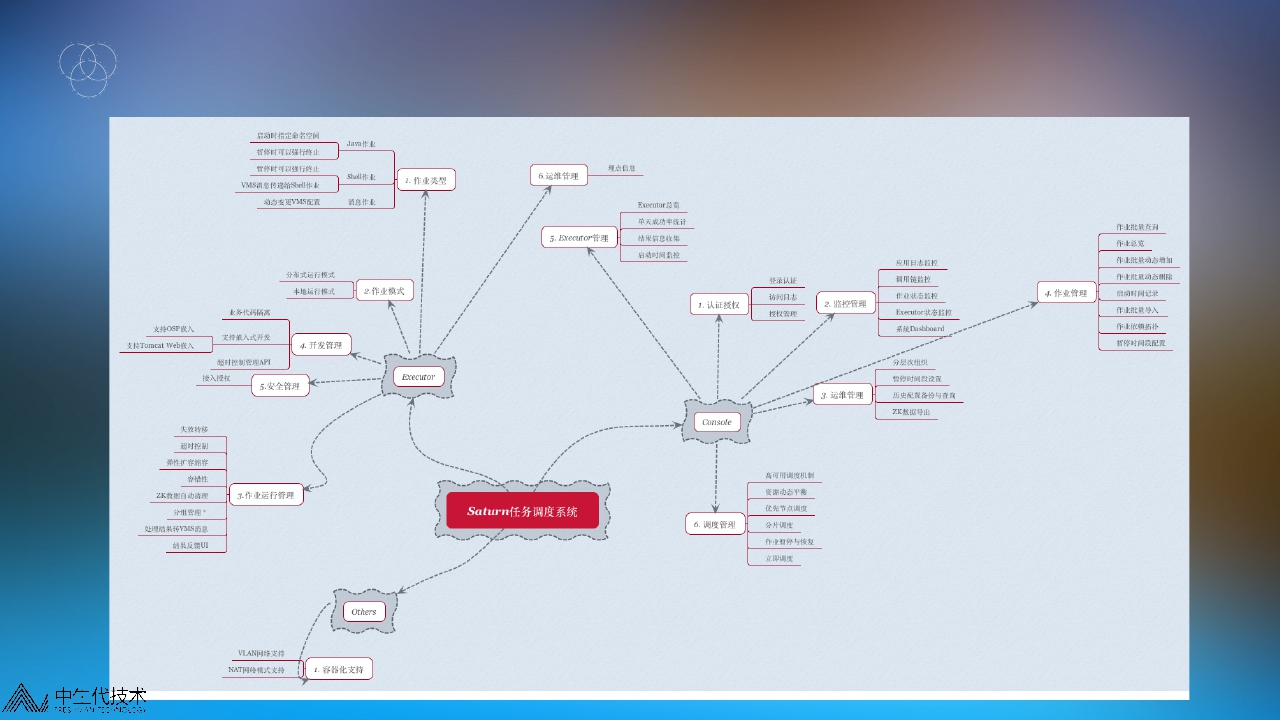 启动时指定命名空间
暂停时可以强行终止
Java作业
暂停时可以强行终止
VMS消息传递给Shell作业
Shell作业
动态变更VMS配置
消息作业
1. 作业类型
6.运维管理
埋点信息
5. Executor管理
Executor总览
单天成功率统计
结果信息收集
启动时间监控
分布式运行模式
本地运行模式
2.作业模式
业务代码隔离
支持OSP嵌入
支持Tomcat Web嵌入
支持嵌入式开发
超时控制管理API
4. 开发管理
接入授权
5.安全管理
Executor
失效转移
超时控制
弹性扩容缩容
容错性
ZK数据自动清理
分组管理 *
处理结果转VMS消息
结果反馈UI
3.作业运行管理
1. 认证授权
登录认证
访问日志
授权管理
2. 监控管理
应用日志监控
调用链监控
作业状态监控
Executor状态监控
系统Dashboard
4. 作业管理
作业批量查询
作业总览
作业批量动态增加
作业批量动态删除
启动时间记录
作业批量导入
作业依赖拓扑
暂停时间段配置
3. 运维管理
分层次组织
暂停时间段设置
历史配置备份与查询
ZK数据导出
Console
6. 调度管理
高可用调度机制
资源动态平衡
优先节点调度
分片调度
作业暂停与恢复
立即调度
Saturn任务调度系统
Others
VLAN网络支持
NAT网络模式支持
1. 容器化支持
中生代技术